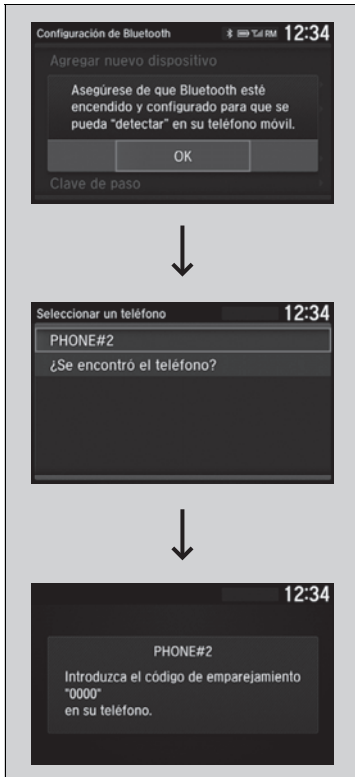 Configuración de Bluetooth 12:34
Agregar nuevo dispositivo
Asegúrese de que Bluetooth esté
encendido y configurado para que se
pueda "detectar" en su teléfono móvil.
OK
Clave de paso
Seleccionar un teléfono 12:34
PHONE#2
¿Se encontró el teléfono?
12:34
PHONE#2
Introduzca el código de emparejamiento
"0000"
en su teléfono.